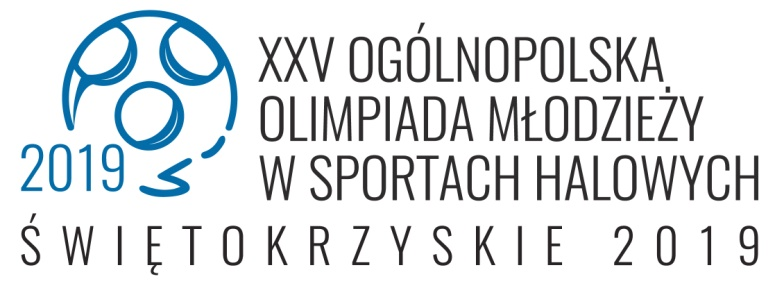 XXV OGÓLNOPOLSKA
OLIMPIADA MŁODZIEŻY
2019
W SPORTACH HALOWYCH
ŚWIĘTOKRZYSKIE 2019